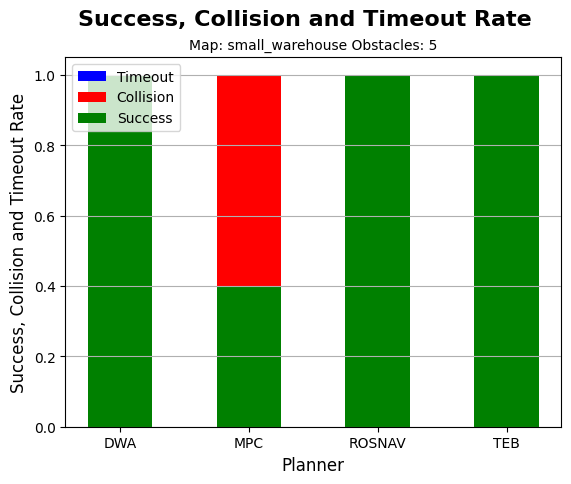 Success, Collision and Timeout Rate
Map: small_warehouse Obstacles: 5
Success, Collision and Timeout Rate
1.0
0.8
0.6
0.4
0.2
0.0
Timeout
Collision
Success
DWA
MPC
ROSNAV
TEB
Planner